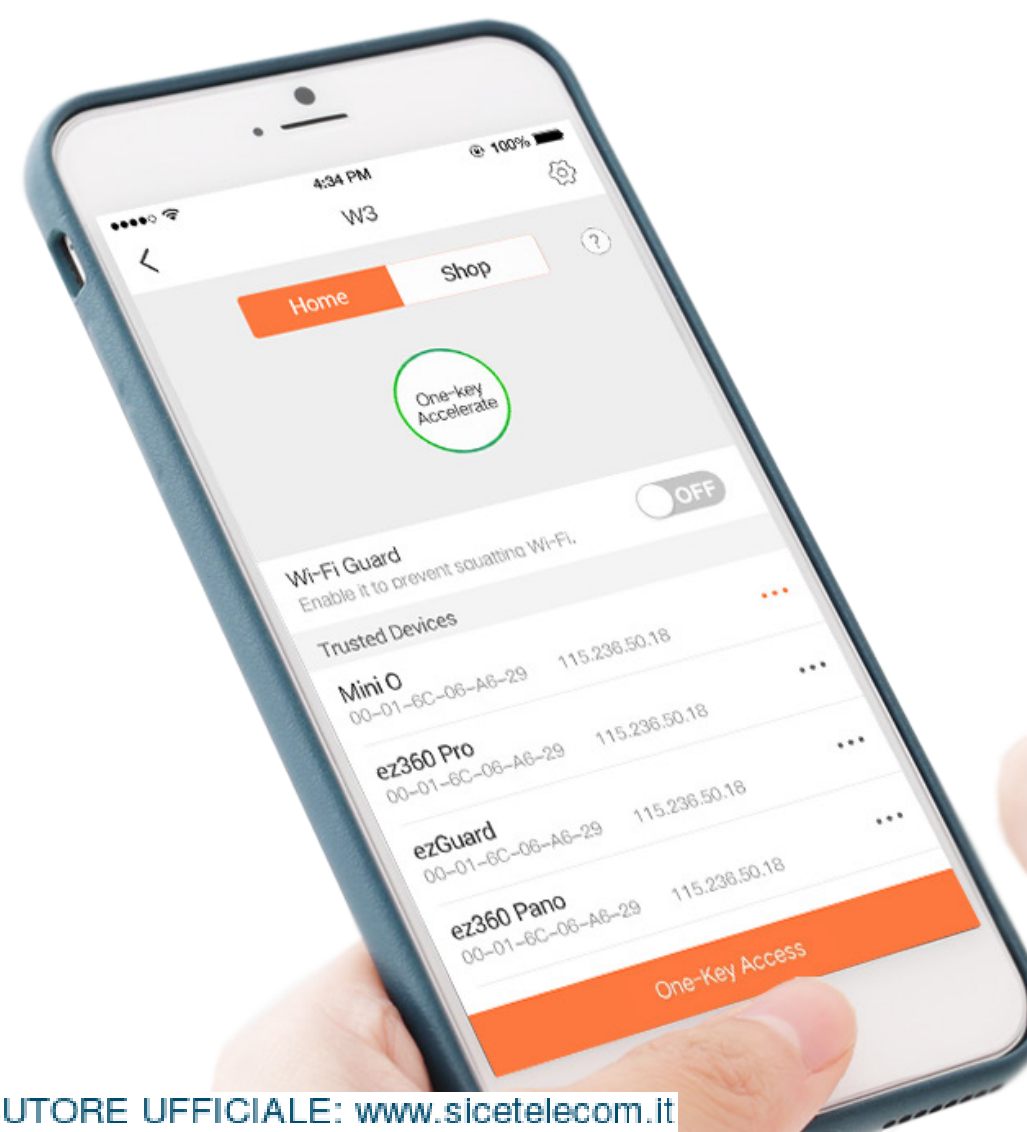 100%
4:34 PM
W3
Home
Shop
?
One-key
Accelerate
OFF
Wi-Fi Guard
Enable it to prevent squatting Wi-Fi.
Trusted Devices
Mini O
00-01-6C-06-A6-29 115.236.50.18
ez360 Pro
00-01-6C-06-A6-29 115.236.50.18
ezGuard
00-01-6C-06-A6-29 115.236.50.18
ez360 Pano
00-01-6C-06-A6-29 115.236.50.18
One-Key Access
UTORE UFFICIALE: www.sicetelecom.it